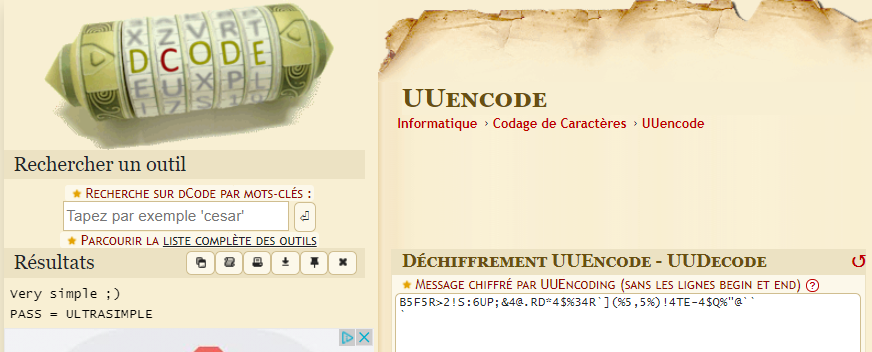 DCODE
Rechercher un outil
Recherche sur dCode par mots-clés :
Tapez par exemple 'cesar'
Parcourir la liste complète des outils
Résultats
Very simple ;)
PASS = ULTRASIMPLE
UUencode
Informatique › Codage de Caractères › UUencode
Déchiffrement UUEncode - UUDecode
Message chiffré par UUEncoding (sans les lignes begin et end) ?
B5F5R>2!S:6UP;&4@.RD*4$%34R`](%5,5%)!4TE-4$Q%"@``
`